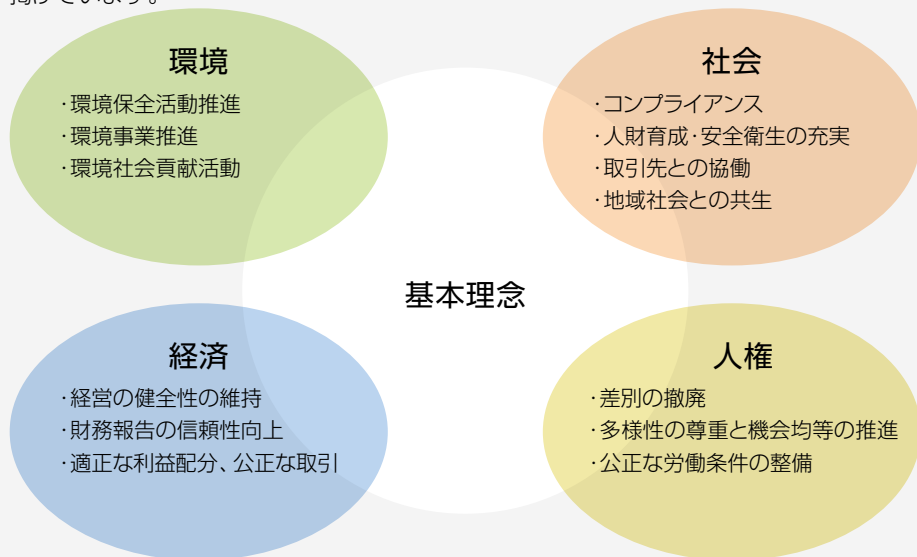 掲げています。
環境
・環境保全活動推進
・環境事業推進
・環境社会貢献活動
社会
・コンプライアンス
・人財育成・安全衛生の充実
・取引先との協働
・地域社会との共生
基本理念
経済
・経営の健全性の維持
・財務報告の信頼性向上
・適正な利益配分、公正な取引
人権
・差別の撤廃
・多様性の尊重と機会均等の推進
・公正な労働条件の整備